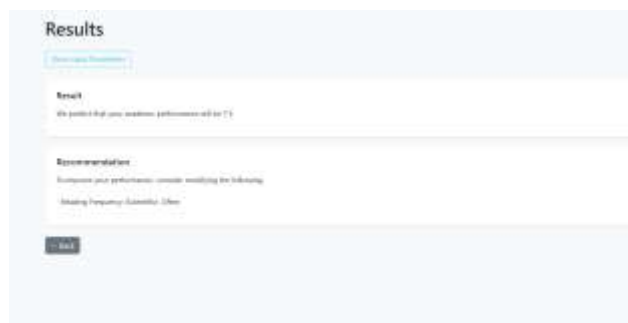 Results
Result
We predict that your academic performance will be 7.5
Recommendation
To improve your performance, consider modifying the following:
Reading Frequency: Scientific: Often
← Back